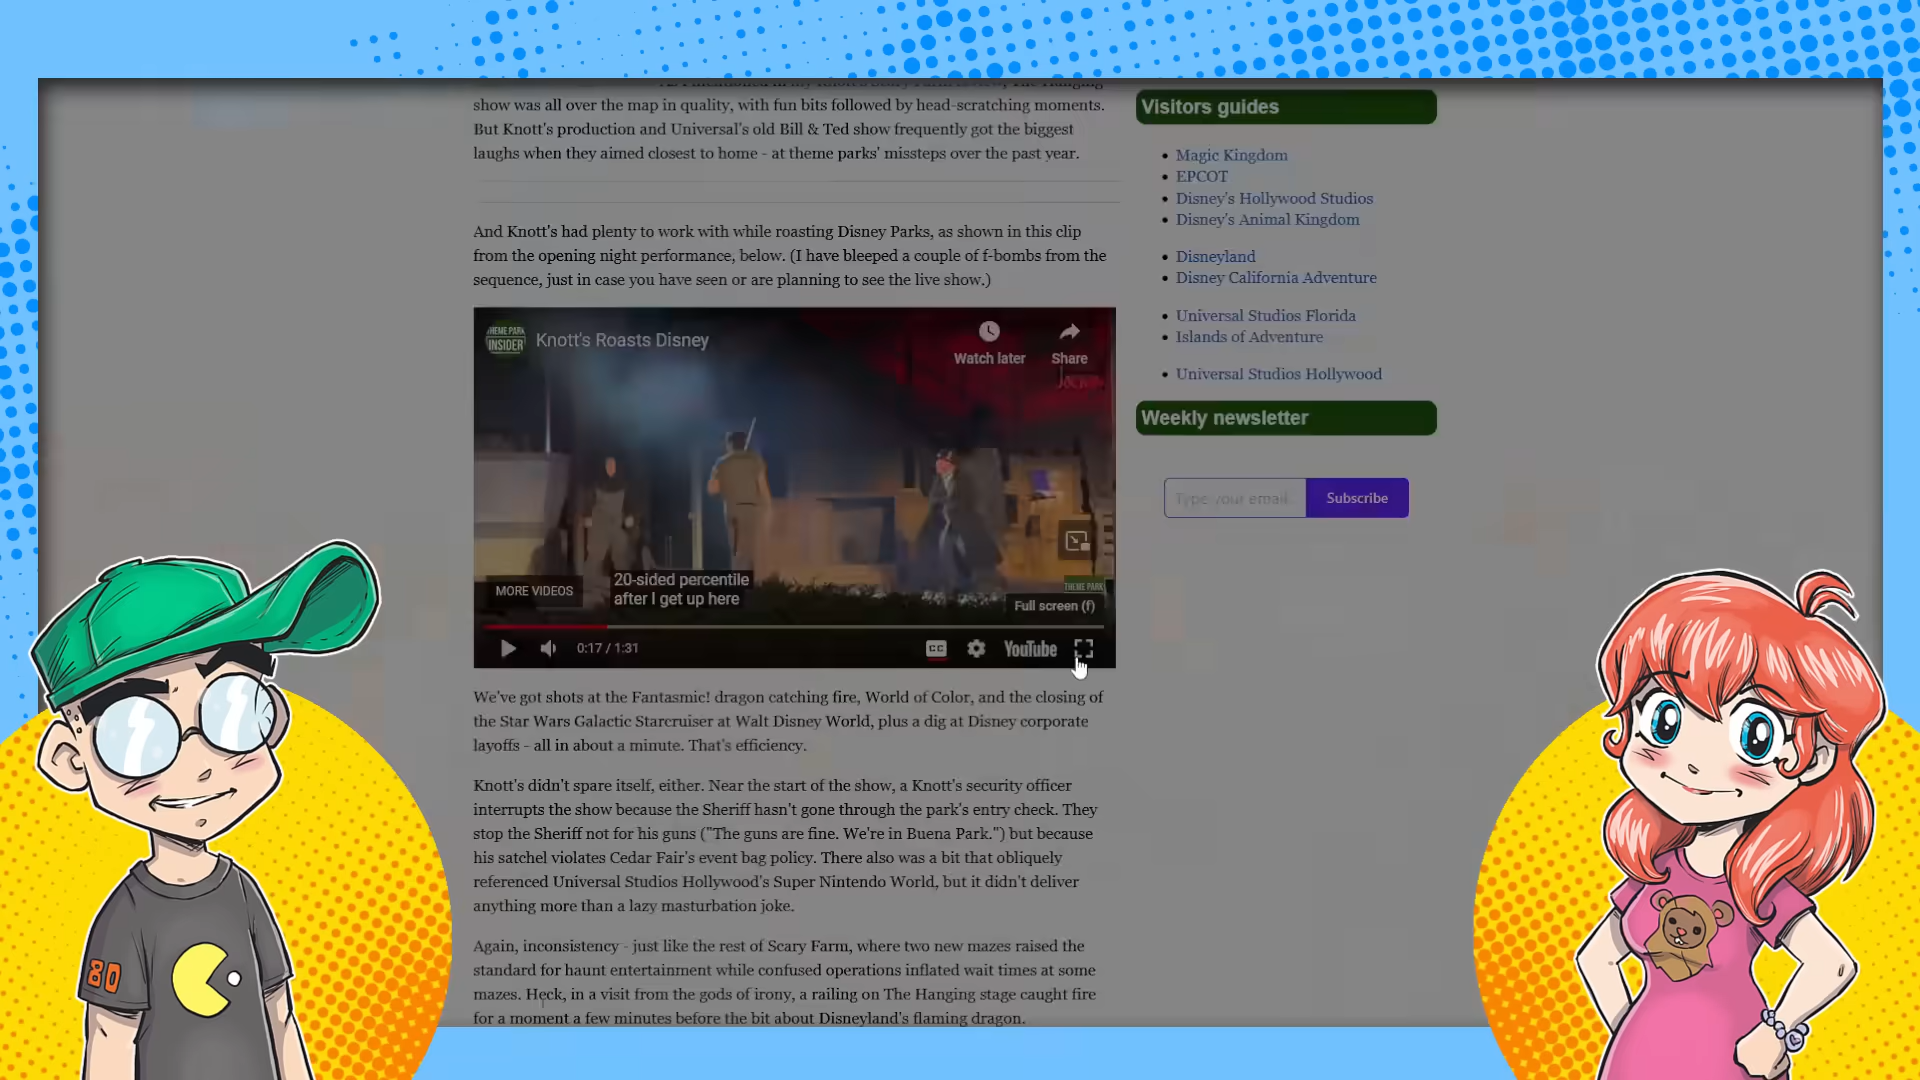 show was all over the map in quality, with fun bits followed by head-scratching moments.
But Knott's production and Universal's old Bill & Ted show frequently got the biggest
laughs when they aimed closest to home - at theme parks' missteps over the past year.
And Knott's had plenty to work with while roasting Disney Parks, as shown in this clip
from the opening night performance, below. (I have bleeped a couple of f-bombs from the
sequence, just in case you have seen or are planning to see the live show.)
THEME PARK
INSIDER
Knott's Roasts Disney
Watch later
Share
MORE VIDEOS
20-sided percentile
after I get up here
THEME PARK
Full screen (f)
0:17 / 1:31
CC
YouTube
We've got shots at the Fantasmic! dragon catching fire, World of Color, and the closing of
the Star Wars Galactic Starcruiser at Walt Disney World, plus a dig at Disney corporate
layoffs - all in about a minute. That's efficiency.
Knott's didn't spare itself, either. Near the start of the show, a Knott's security officer
interrupts the show because the Sheriff hasn't gone through the park's entry check. They
stop the Sheriff not for his guns ("The guns are fine. We're in Buena Park.") but because
his satchel violates Cedar Fair's event bag policy. There also was a bit that obliquely
referenced Universal Studios Hollywood's Super Nintendo World, but it didn't deliver
anything more than a lazy masturbation joke.
Again, inconsistency - just like the rest of Scary Farm, where two new mazes raised the
standard for haunt entertainment while confused operations inflated wait times at some
mazes. Heck, in a visit from the gods of irony, a railing on The Hanging stage caught fire
for a moment a few minutes before the bit about Disneyland's flaming dragon.
Visitors guides
Magic Kingdom
EPCOT
Disney's Hollywood Studios
Disney's Animal Kingdom
Disneyland
Disney California Adventure
Universal Studios Florida
Islands of Adventure
Universal Studios Hollywood
Weekly newsletter
Type your email
Subscribe
80